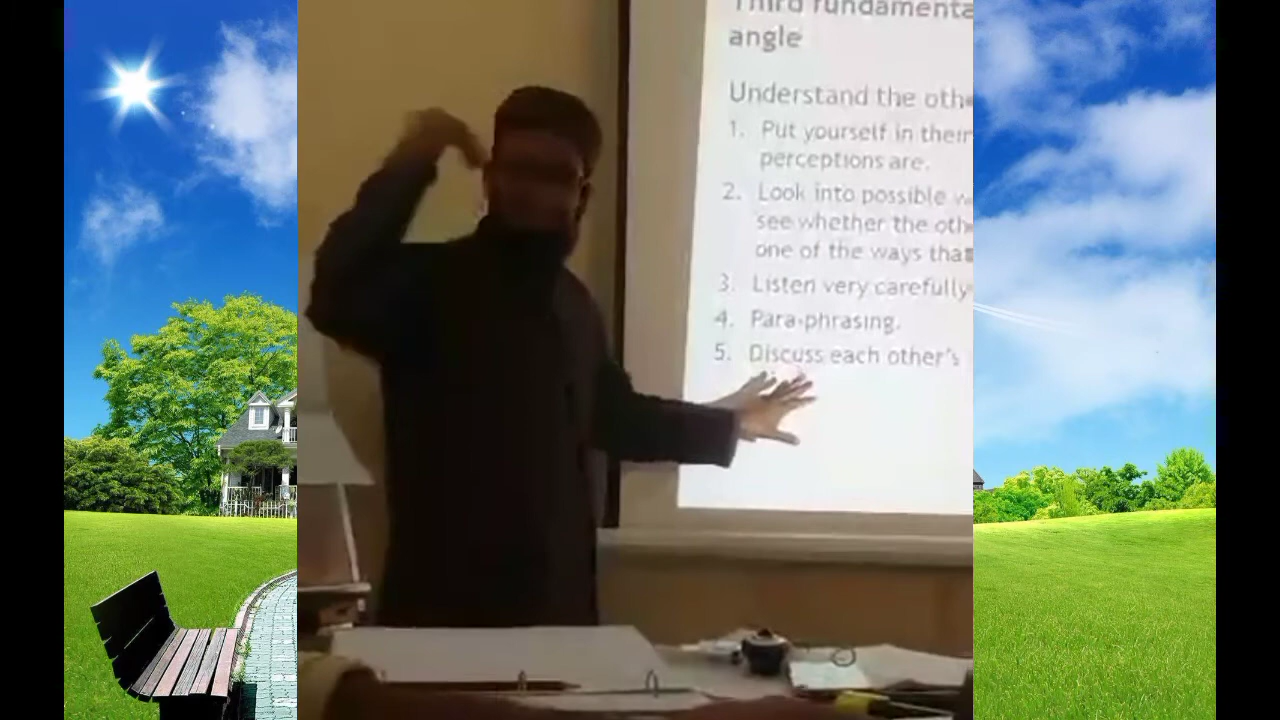 Third fundamenta
angle
Understand the oth
1. Put yourself in their
perceptions are.
2. Look into possible
see whether the oth
one of the ways that
3. Listen very carefully
4. Para-phrasing.
5. Discuss each other's